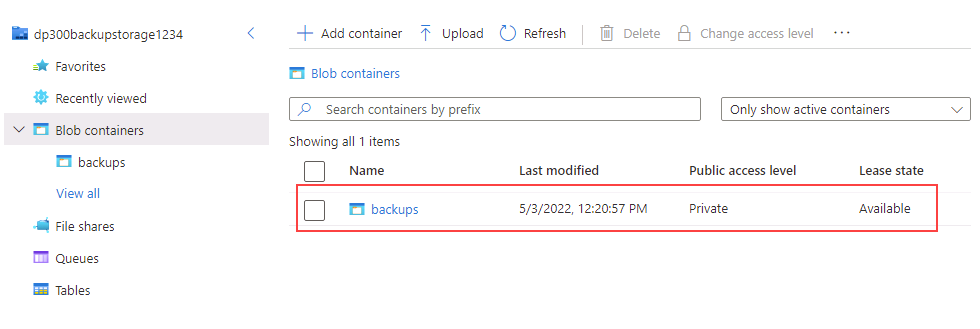 dp300backupstorage1234
Favorites
Recently viewed
Blob containers
backups
View all
File shares
Queues
Tables
Add container Upload Refresh Delete Change access level ...
Blob containers
Search containers by prefix Only show active containers
Showing all 1 items
Name Last modified Public access level Lease state
backups 5/3/2022, 12:20:57 PM Private Available